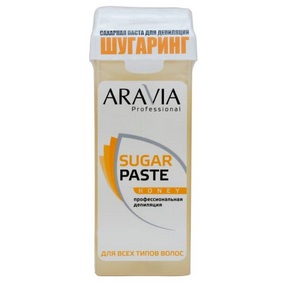 САХАРНАЯ ПАСТА ДЛЯ ДЕПИЛЯЦИИ
ШУГАРИНГ
ARAVIA
Professional
SUGAR
PASTE
HONEY
профессиональная
депиляция
ДЛЯ ВСЕХ ТИПОВ ВОЛОС